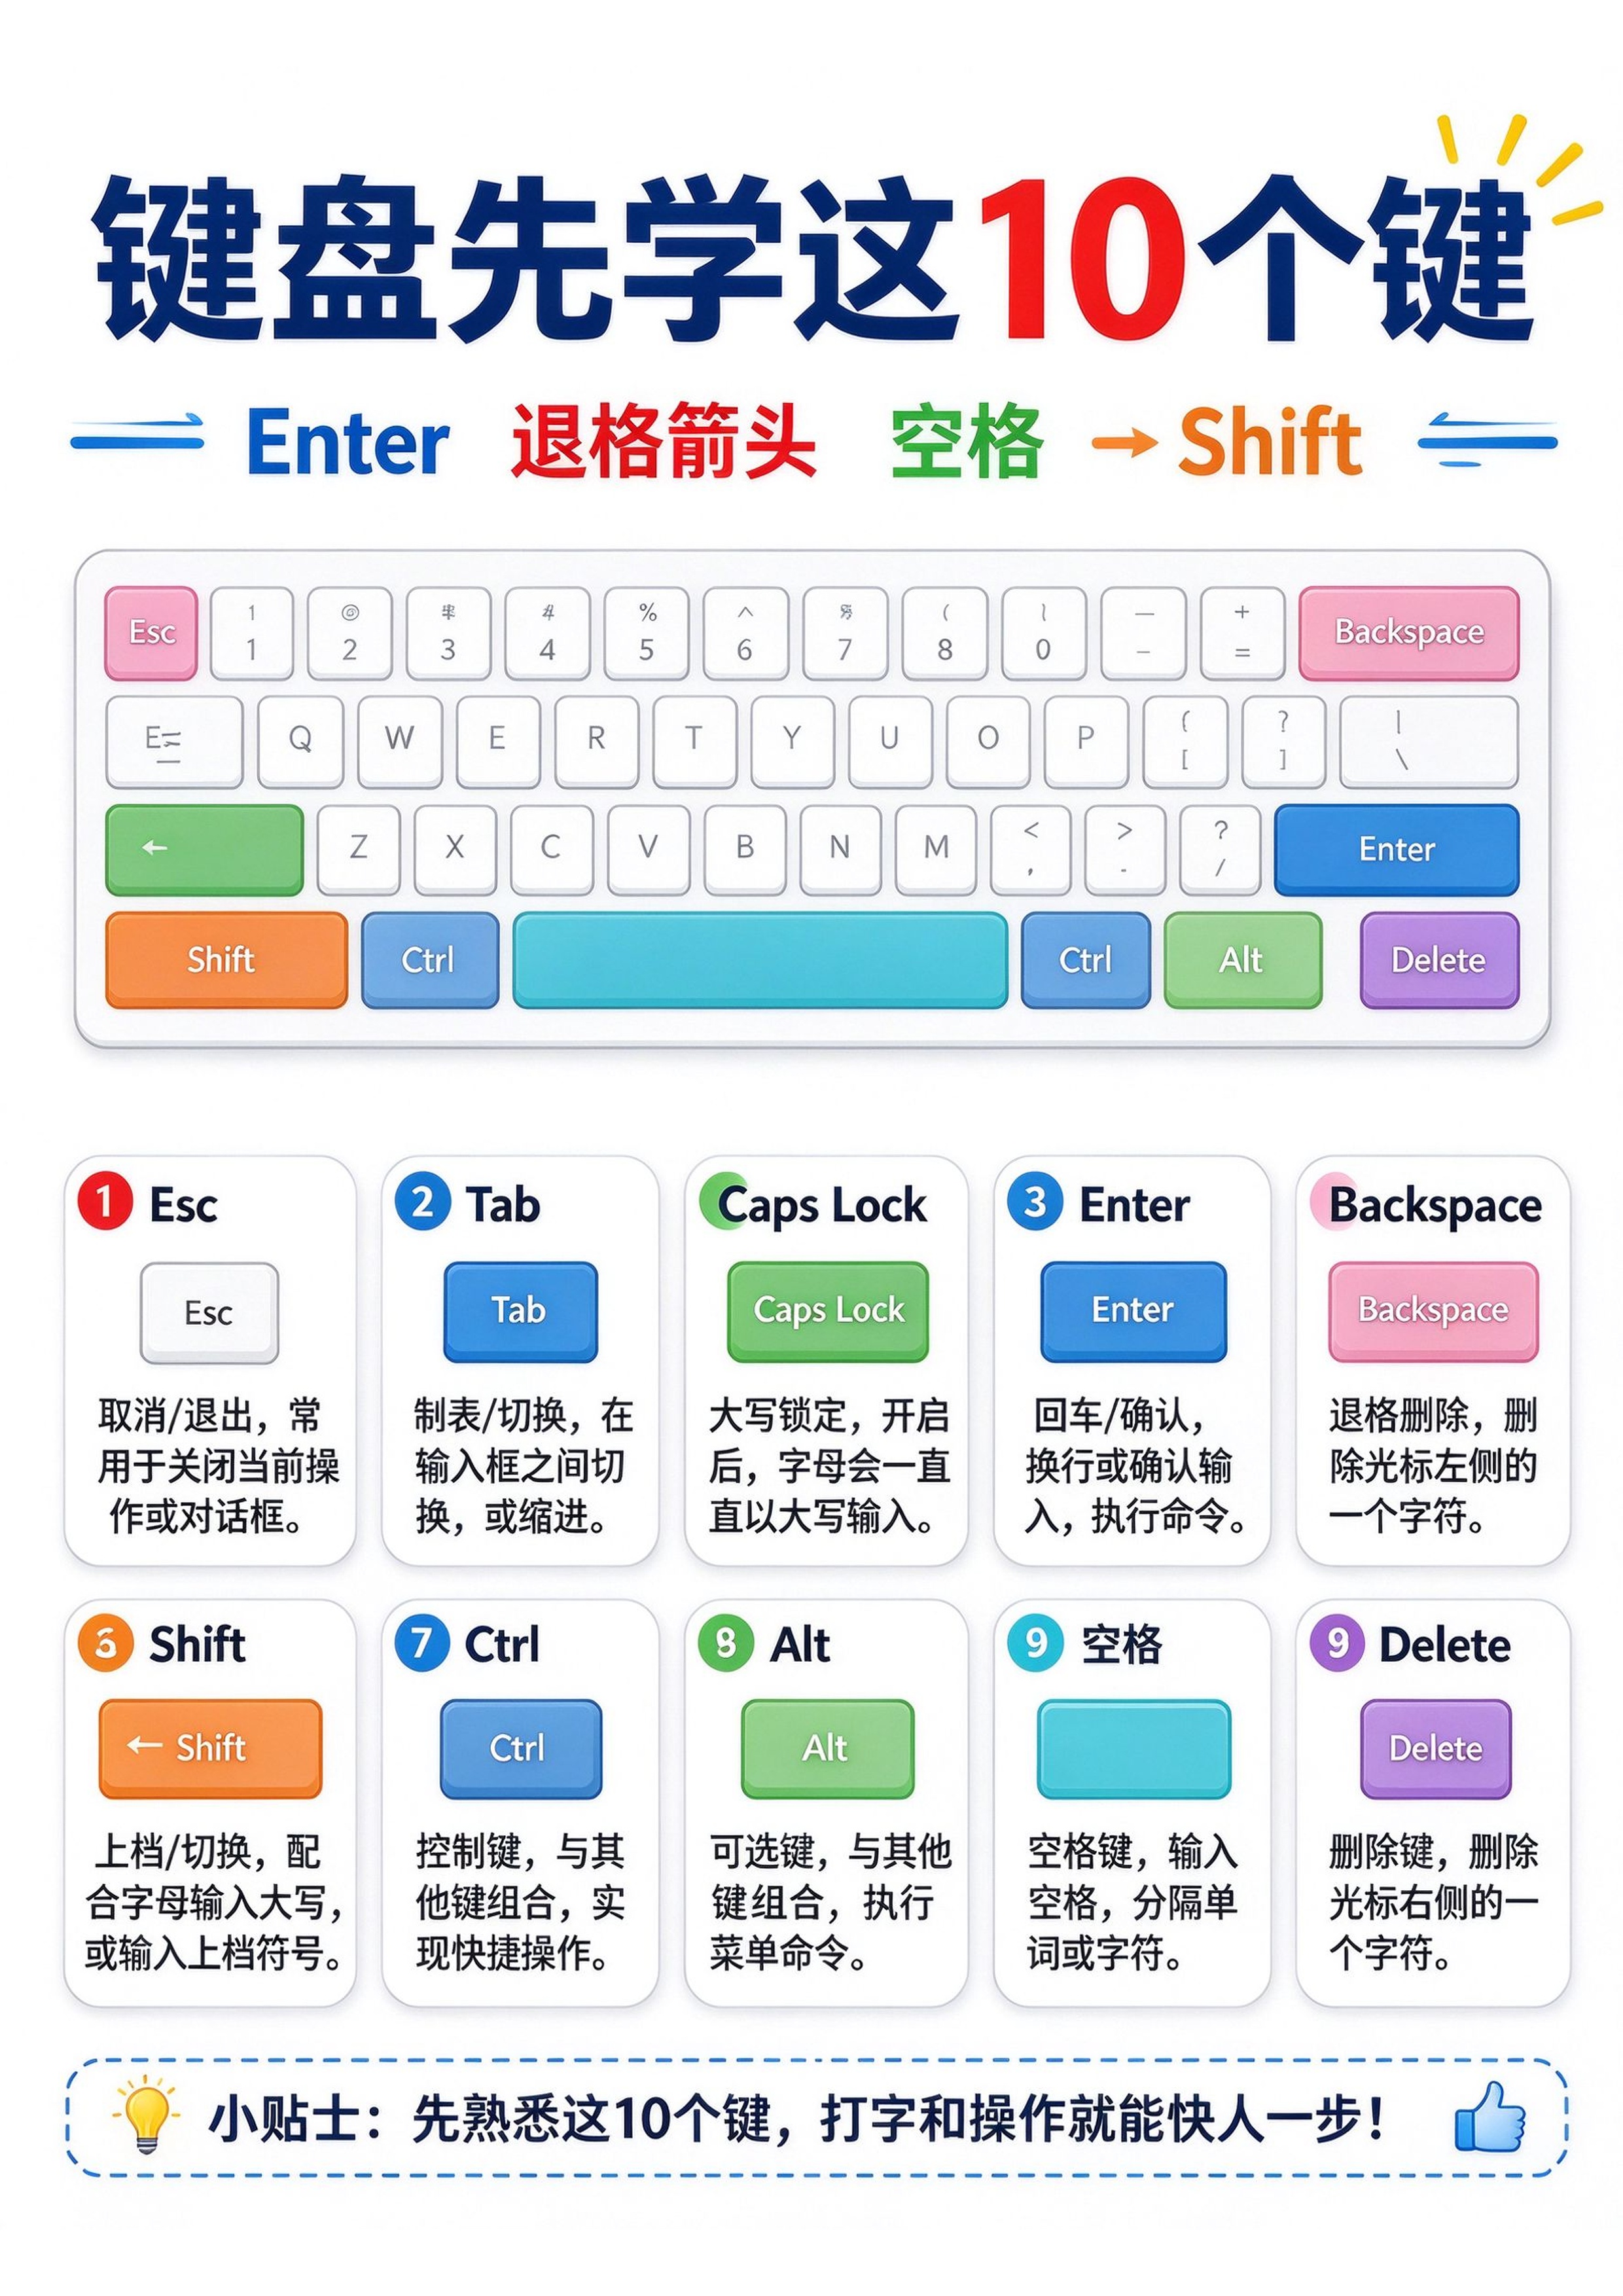 键盘先学这10个键
Enter 退格箭头 空格 → Shift
Esc
1 1
2
3
4
% 5
^ 6
7
( 8
0
— –
+ =
Backspace
Q W E R T Y U O P
( [
? ]
| \
←
Z X C V B N M
< ,
> .
? /
Enter
Shift Ctrl Ctrl Alt Delete
1 Esc
Esc
取消/退出，常
用于关闭当前操
作或对话框。
2 Tab
Tab
制表/切换，在
输入框之间切
换，或缩进。
Caps Lock
Caps Lock
大写锁定，开启
后，字母会一直
直以大写输入。
3 Enter
Enter
回车/确认，
换行或确认输
入，执行命令。
Backspace
Backspace
退格删除，删
除光标左侧的
一个字符。
Shift
← Shift
上档/切换，配
合字母输入大写，
或输入上档符号。
7 Ctrl
Ctrl
控制键，与其
他键组合，实
现快捷操作。
8 Alt
Alt
可选键，与其他
键组合，执行
菜单命令。
9 空格
空格键，输入
空格，分隔单
词或字符。
9 Delete
Delete
删除键，删除
光标右侧的一
个字符。
小贴士：先熟悉这10个键，打字和操作就能快人一步！